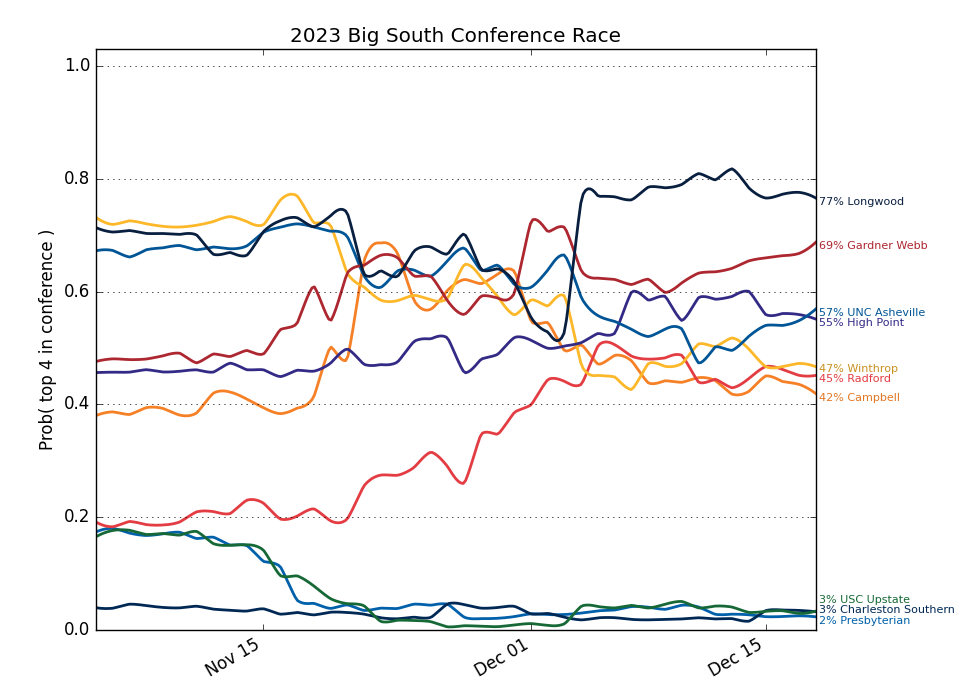 2023 Big South Conference Race
Prob( top 4 in conference )
1.0
0.8
0.6
0.4
0.2
0.0
Nov 15
Dec 01
Dec 15
77% Longwood
69% Gardner Webb
57% UNC Asheville
55% High Point
47% Winthrop
45% Radford
42% Campbell
3% USC Upstate
3% Charleston Southern
2% Presbyterian